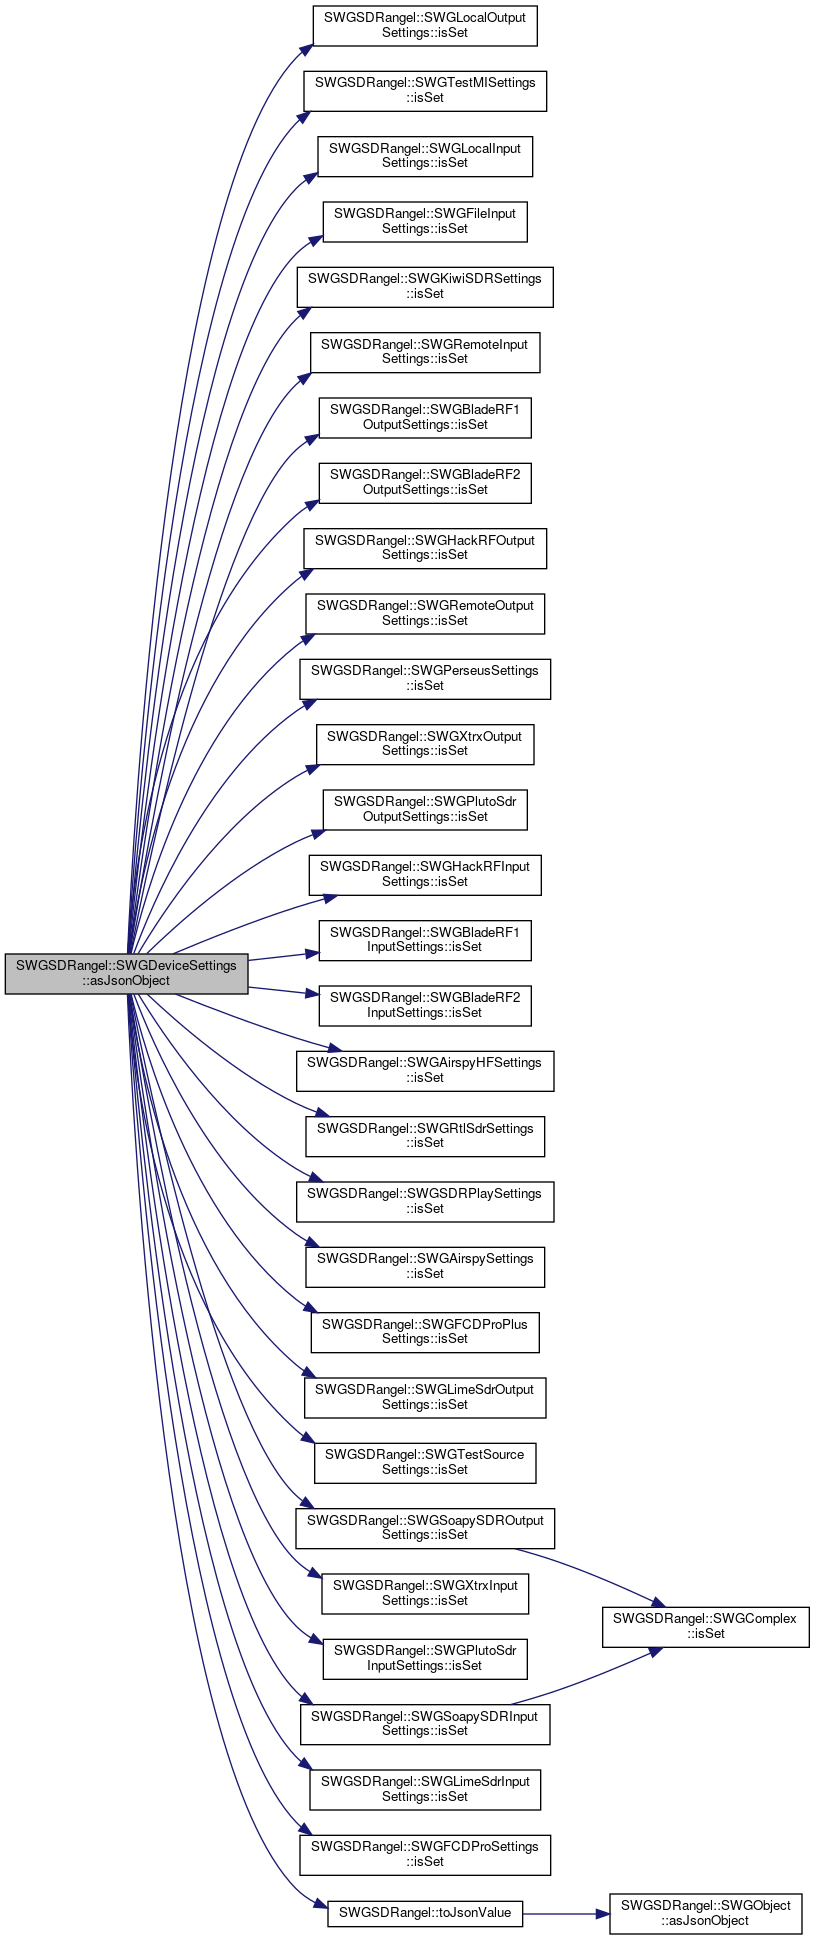 SWGSDRangel::SWGLocalOutput
Settings::isSet
SWGSDRangel::SWGTestMISettings
::isSet
SWGSDRangel::SWGLocalInput
Settings::isSet
SWGSDRangel::SWGFileInput
Settings::isSet
SWGSDRangel::SWGKiwiSDRSettings
::isSet
SWGSDRangel::SWGRemoteInput
Settings::isSet
SWGSDRangel::SWGBladeRF1
OutputSettings::isSet
SWGSDRangel::SWGBladeRF2
OutputSettings::isSet
SWGSDRangel::SWGHackRFOutput
Settings::isSet
SWGSDRangel::SWGRemoteOutput
Settings::isSet
SWGSDRangel::SWGPerseusSettings
::isSet
SWGSDRangel::SWGXtrxOutput
Settings::isSet
SWGSDRangel::SWGPlutoSdr
OutputSettings::isSet
SWGSDRangel::SWGHackRFInput
Settings::isSet
SWGSDRangel::SWGBladeRF1
InputSettings::isSet
SWGSDRangel::SWGDeviceSettings
::asJsonObject
SWGSDRangel::SWGBladeRF2
InputSettings::isSet
SWGSDRangel::SWGAirspyHFSettings
::isSet
SWGSDRangel::SWGRtlSdrSettings
::isSet
SWGSDRangel::SWGSDRPlaySettings
::isSet
SWGSDRangel::SWGAirspySettings
::isSet
SWGSDRangel::SWGFCDProPlus
Settings::isSet
SWGSDRangel::SWGLimeSdrOutput
Settings::isSet
SWGSDRangel::SWGTestSource
Settings::isSet
SWGSDRangel::SWGSoapySDROutput
Settings::isSet
SWGSDRangel::SWGXtrxInput
Settings::isSet
SWGSDRangel::SWGComplex
::isSet
SWGSDRangel::SWGPlutoSdr
InputSettings::isSet
SWGSDRangel::SWGSoapySDRInput
Settings::isSet
SWGSDRangel::SWGLimeSdrInput
Settings::isSet
SWGSDRangel::SWGFCDProSettings
::isSet
SWGSDRangel::toJsonValue
SWGSDRangel::SWGObject
::asJsonObject